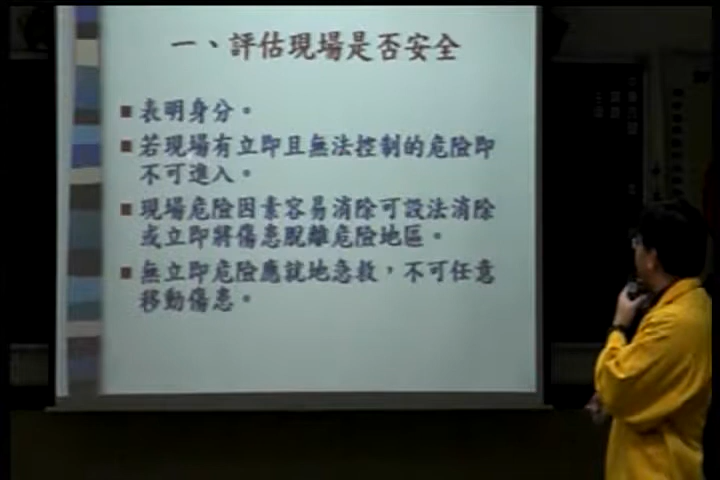 一、評估現場是否安全
■ 表明身分。
■ 若現場有立即且無法控制的危險即
不可進入。
■ 現場危險因素容易消除可設法消除
或立即將傷患脫離危險地區。
■ 無立即危險應就地急救，不可任意
移動傷患。